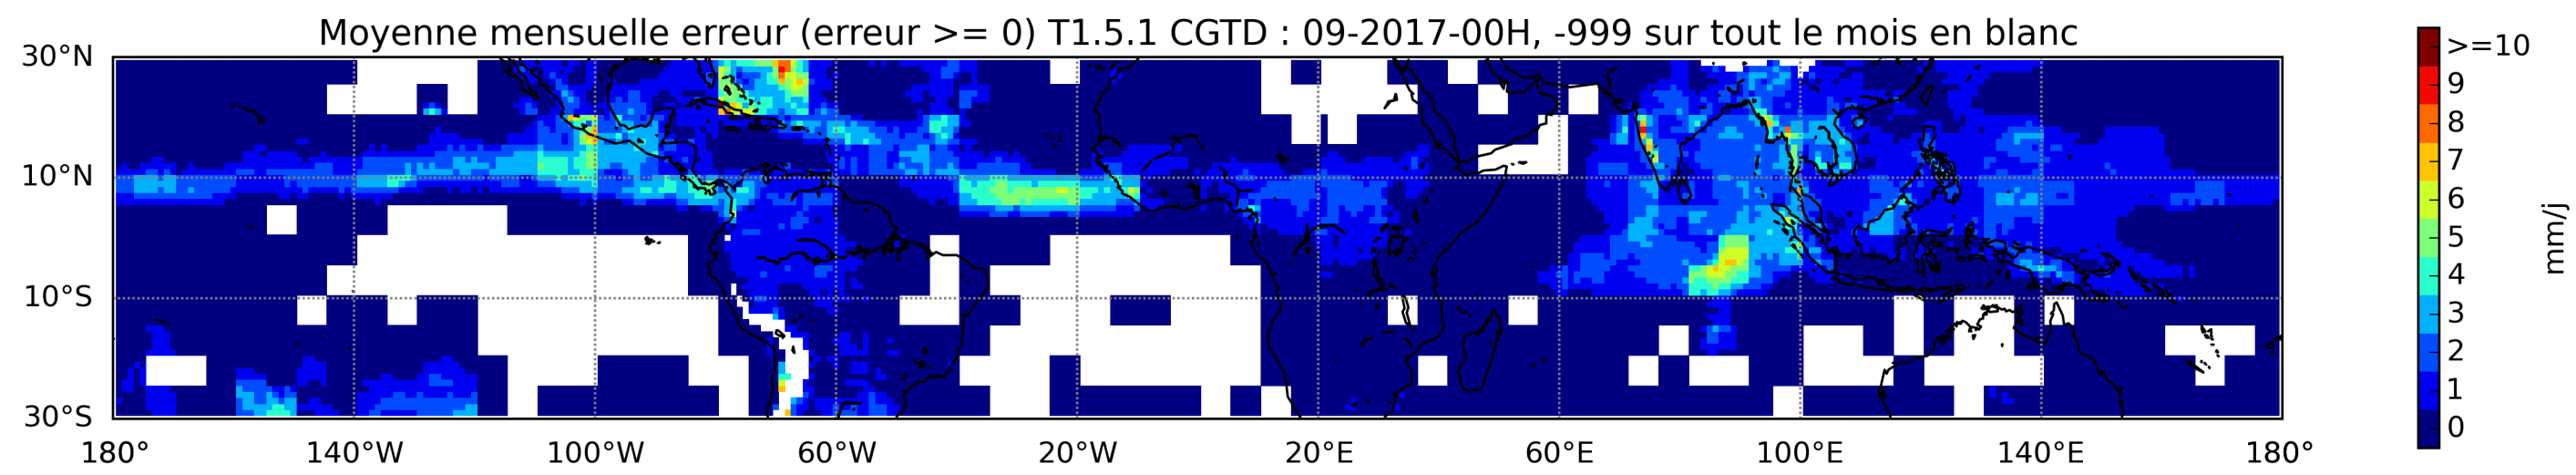 Moyenne mensuelle erreur (erreur >= 0) T1.5.1 CGTD : 09-2017-00H, -999 sur tout le mois en blanc
30°N
10°N
10°S
30°S
180°
140°W
100°W
60°W
20°W
20°E
60°E
100°E
140°E
180°
>=10
9
8
7
6
5
4
3
2
1
0
mm/j